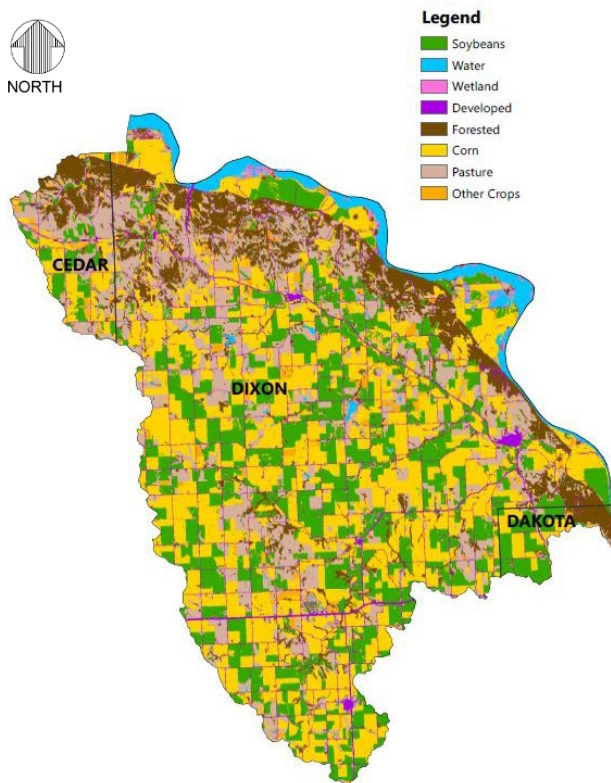 NORTH
Legend
Soybeans
Water
Wetland
Developed
Forested
Corn
Pasture
Other Crops
CEDAR
DIXON
DAKOTA